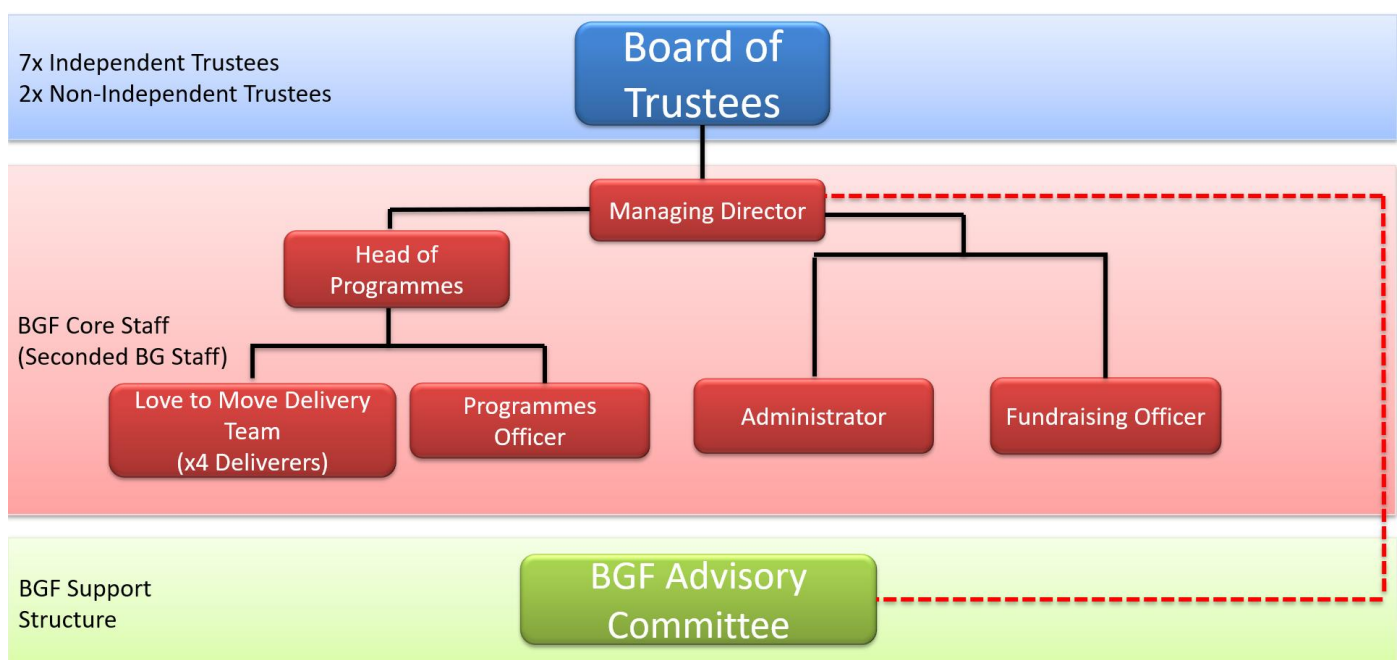 7x Independent Trustees
2x Non-Independent Trustees
Board of
Trustees
Managing Director
Head of
Programmes
BGF Core Staff
(Seconded BG Staff)
Love to Move Delivery
Team
(x4 Deliverers)
Programmes
Officer
Administrator
Fundraising Officer
BGF Support
Structure
BGF Advisory
Committee